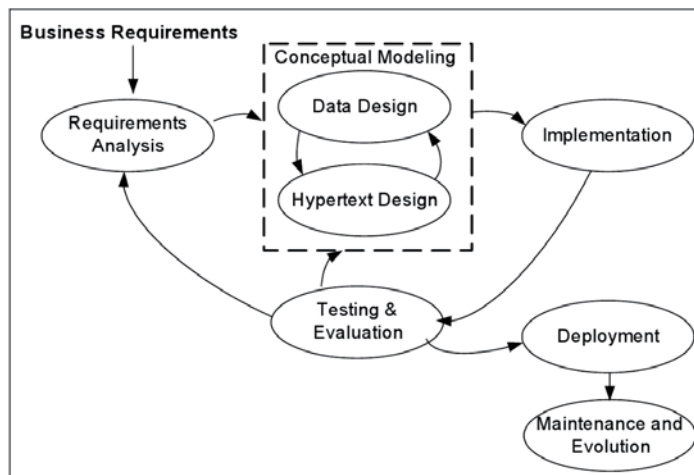 Business Requirements
Conceptual Modeling
Data Design
Requirements
Analysis
Implementation
Hypertext Design
Testing &
Evaluation
Deployment
Maintenance and
Evolution